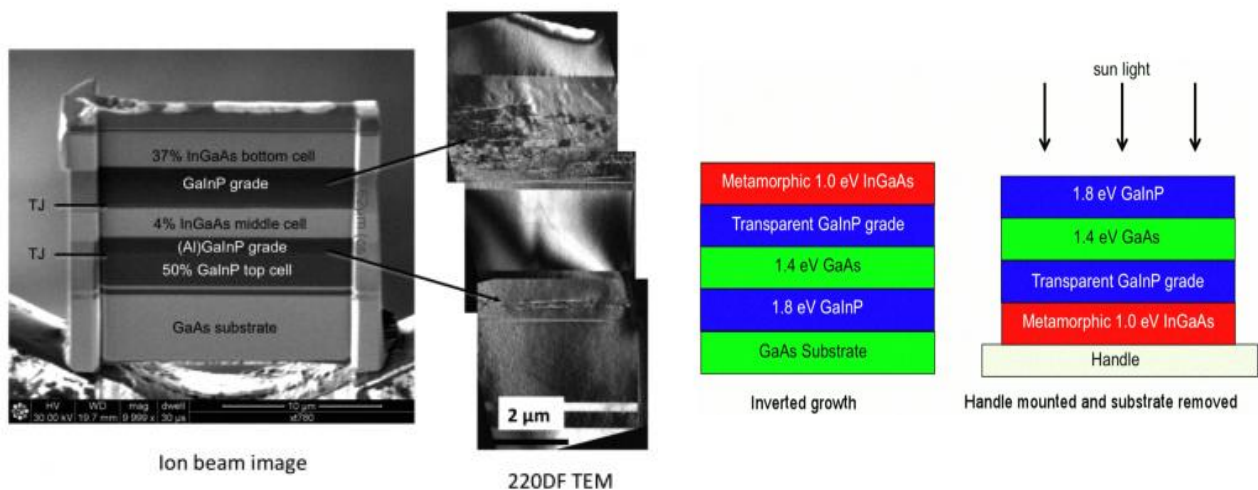 37% InGaAs bottom cell
GaInP grade
TJ
4% InGaAs middle cell
(Al)GaInP grade
TJ
50% GaInP top cell
GaAs substrate
HV WD mag dwell 10 µm
30.00 kV 19.7 mm 9 999 x 30 µs xt780
Ion beam image
2 µm
220DF TEM
Metamorphic 1.0 eV InGaAs
Transparent GaInP grade
1.4 eV GaAs
1.8 eV GaInP
GaAs Substrate
Inverted growth
sun light
1.8 eV GaInP
1.4 eV GaAs
Transparent GaInP grade
Metamorphic 1.0 eV InGaAs
Handle
Handle mounted and substrate removed